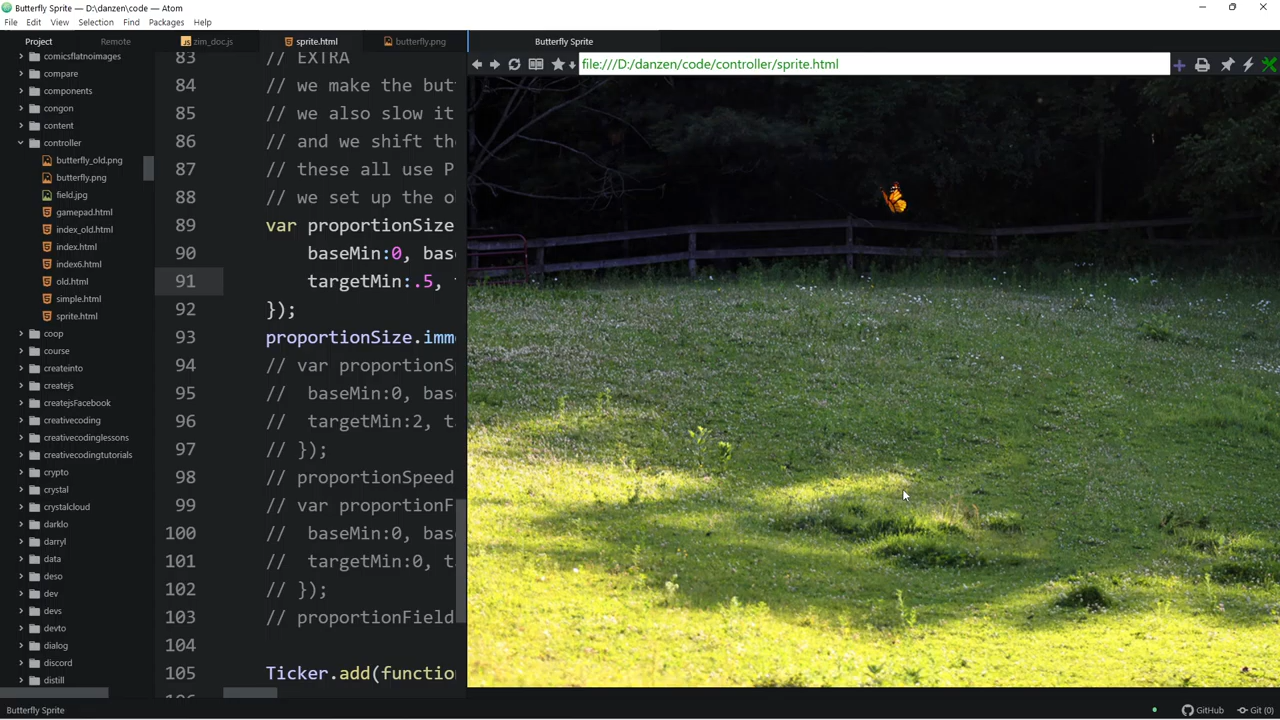 Butterfly Sprite — D:\danzen\code — Atom
File Edit View Selection Find Packages Help
Project Remote
comicsflatnoimages
compare
components
congon
content
controller
butterfly_old.png
butterfly.png
field.jpg
gamepad.html
index_old.html
index.html
index6.html
old.html
simple.html
sprite.html
coop
course
createinto
createjs
createjsFacebook
creativecoding
creativecodinglessons
creativecodingtutorials
crypto
crystal
crystalcloud
darklo
darryl
data
deso
dev
devs
devto
dialog
discord
distill
zim_doc.js sprite.html butterfly.png
83 // EXTRA
84 // we make the but
85 // we also slow it
86 // and we shift the
87 // these all use P
88 // we set up the o
89 var proportionSize
90 baseMin:0, bas
91 targetMin:.5,
92 });
93 proportionSize.imm
94 // var proportionSp
95 // baseMin:0, bas
96 // targetMin:2, t
97 // });
98 // proportionSpeed
99 // var proportionF
100 // baseMin:0, ba
101 // targetMin:0, t
102 // });
103 // proportionField
104
105 Ticker.add(functio
Butterfly Sprite
file:///D:/danzen/code/controller/sprite.html
Butterfly Sprite
GitHub Git (0)